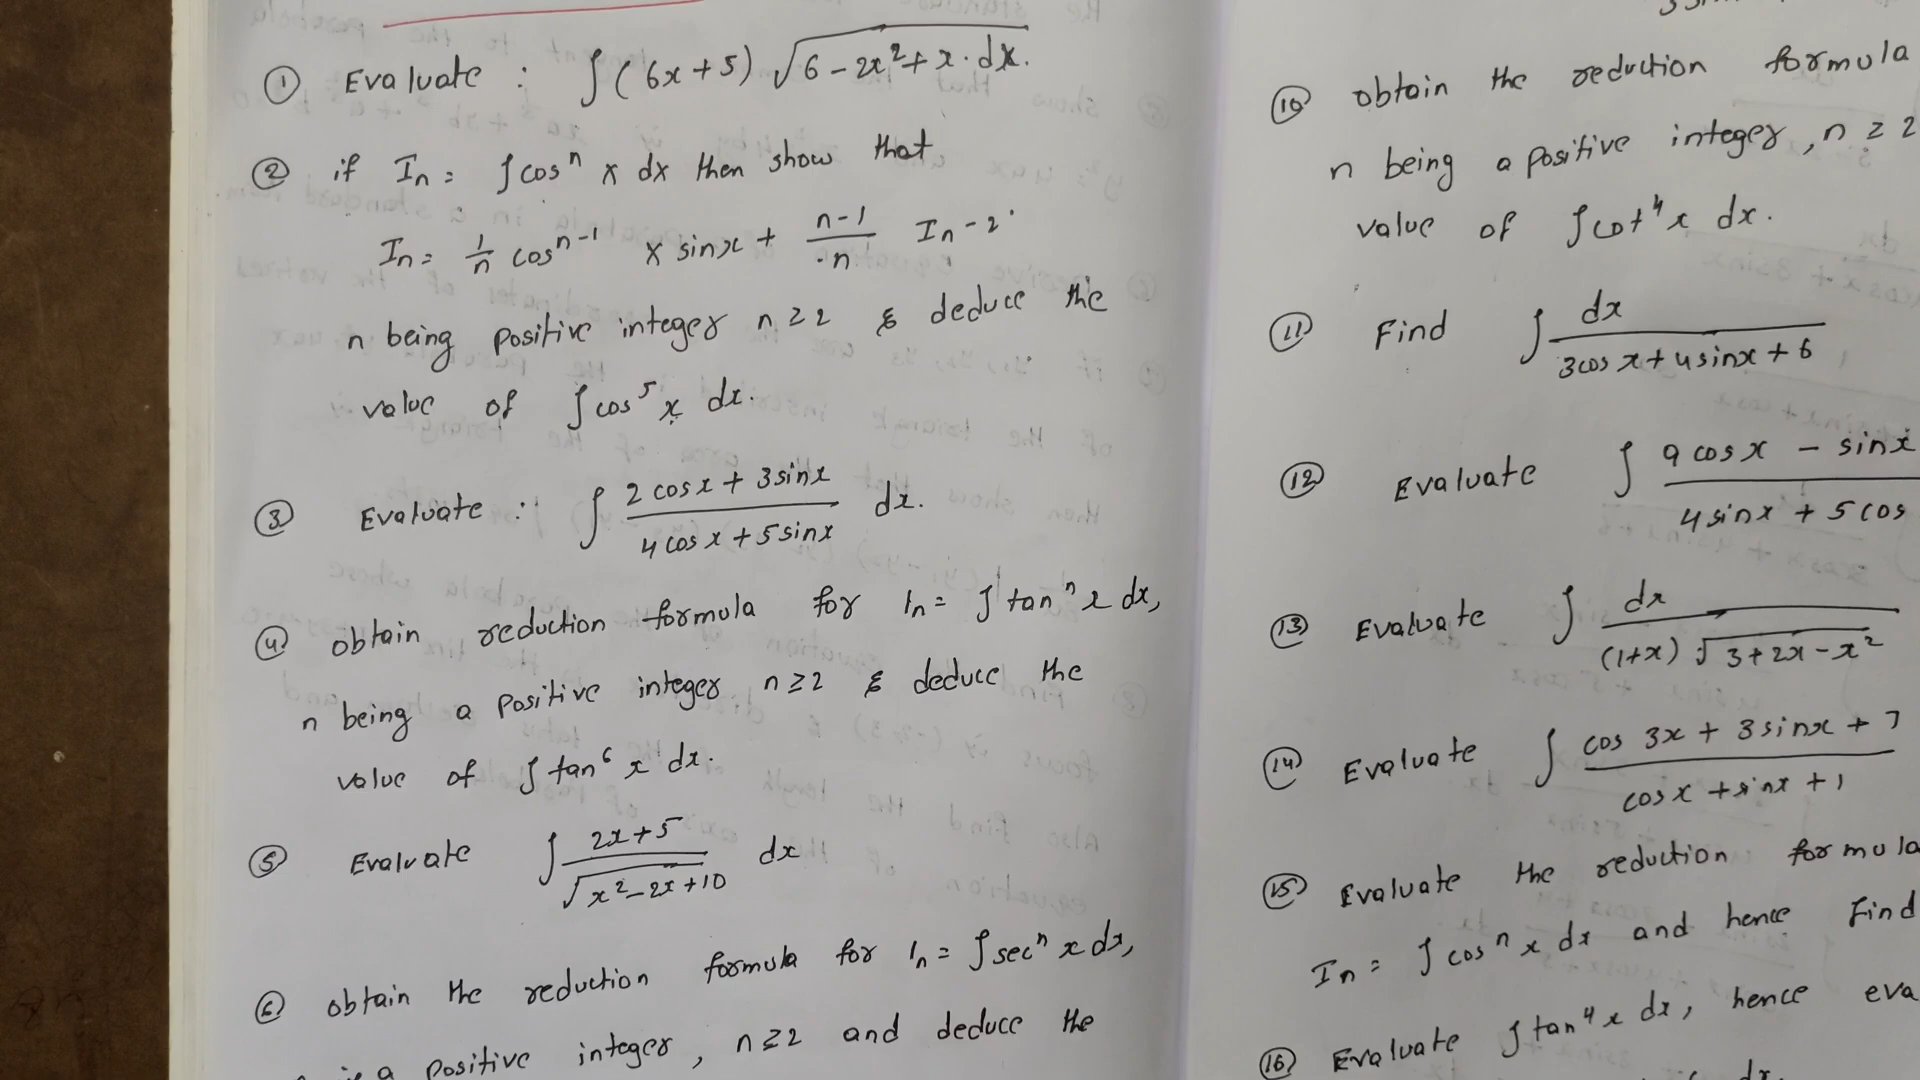 ① Evaluate : ∫(6x+5) √6-2x²+x.dx.
② if Iₙ = ∫cosⁿ x dx then show that
Iₙ = 1/n cosⁿ⁻¹ x sinx + n-1/n Iₙ-₂.
n being positive integer n≥2 & deduce the
value of ∫cos⁵ x dx.
③ Evaluate : ∫ 2cosx + 3sinx / 4cosx + 5sinx dx.
④ obtain reduction formula for Iₙ = ∫tanⁿ x dx,
n being a positive integer n≥2 & deduce the
value of ∫tan⁶ x dx.
⑤ Evaluate ∫ 2x+5 / √x²-2x+10 dx
⑥ obtain the reduction formula for Iₙ = ∫secⁿ x dx,
a positive integer, n≥2 and deduce the
⑩ obtain the reduction formula
n being a positive integer, n≥2
value of ∫cot⁴x dx.
⑪ Find ∫ dx / 3cosx+4sinx+6
⑫ Evaluate ∫ 9cosx - sinx / 4sinx + 5cos
⑬ Evaluate ∫ dx / (1+x) √3+2x-x²
⑭ Evaluate ∫ cos 3x + 3sinx + 7 / cosx + sinx + 1
⑮ Evaluate the reduction formula
Iₙ = ∫cosⁿ x dx and hence Find
⑯ Evaluate ∫tan⁴x dx, hence eva
dx.